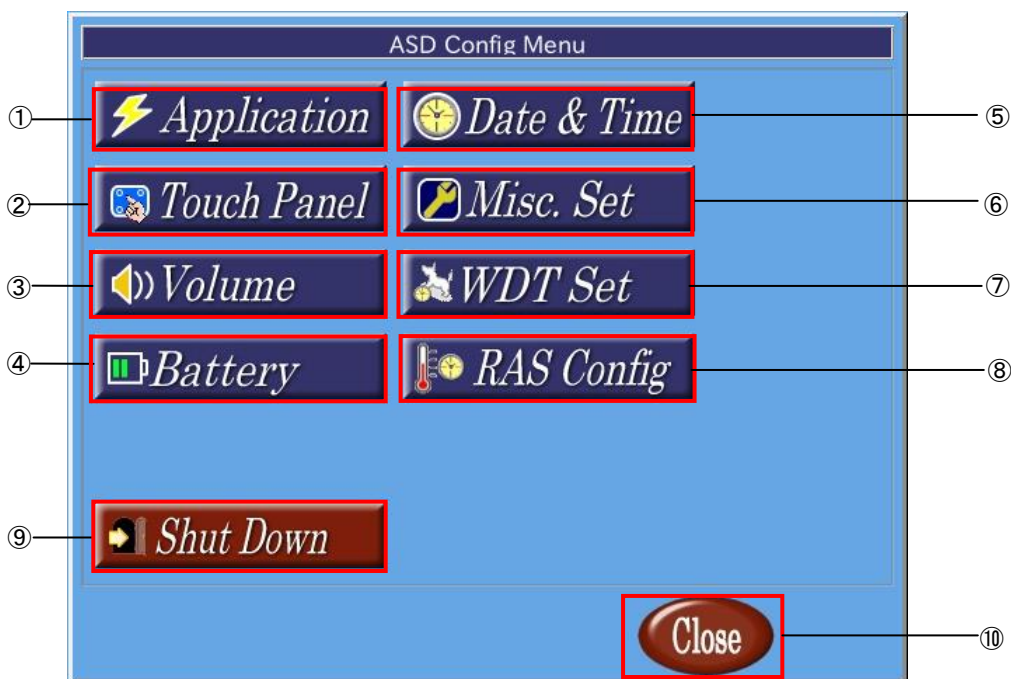 ASD Config Menu
① Application
⑤ Date & Time
② Touch Panel
⑥ Misc. Set
③ Volume
⑦ WDT Set
④ Battery
⑧ RAS Config
⑨ Shut Down
⑩ Close